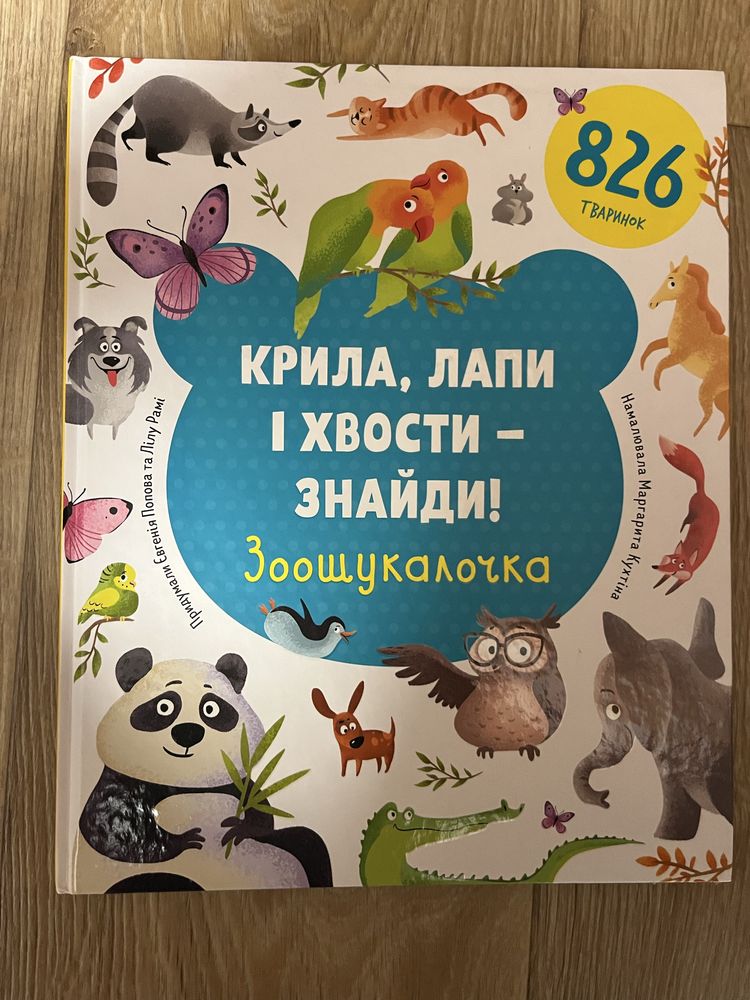 826
ТВАРИНОК
КРИЛА, ЛАПИ
І ХВОСТИ –
ЗНАЙДИ!
Зоошукалочка
Придумали Євгенія Попова та Лілу Рамі
Намалювала Маргарита Кухтіна